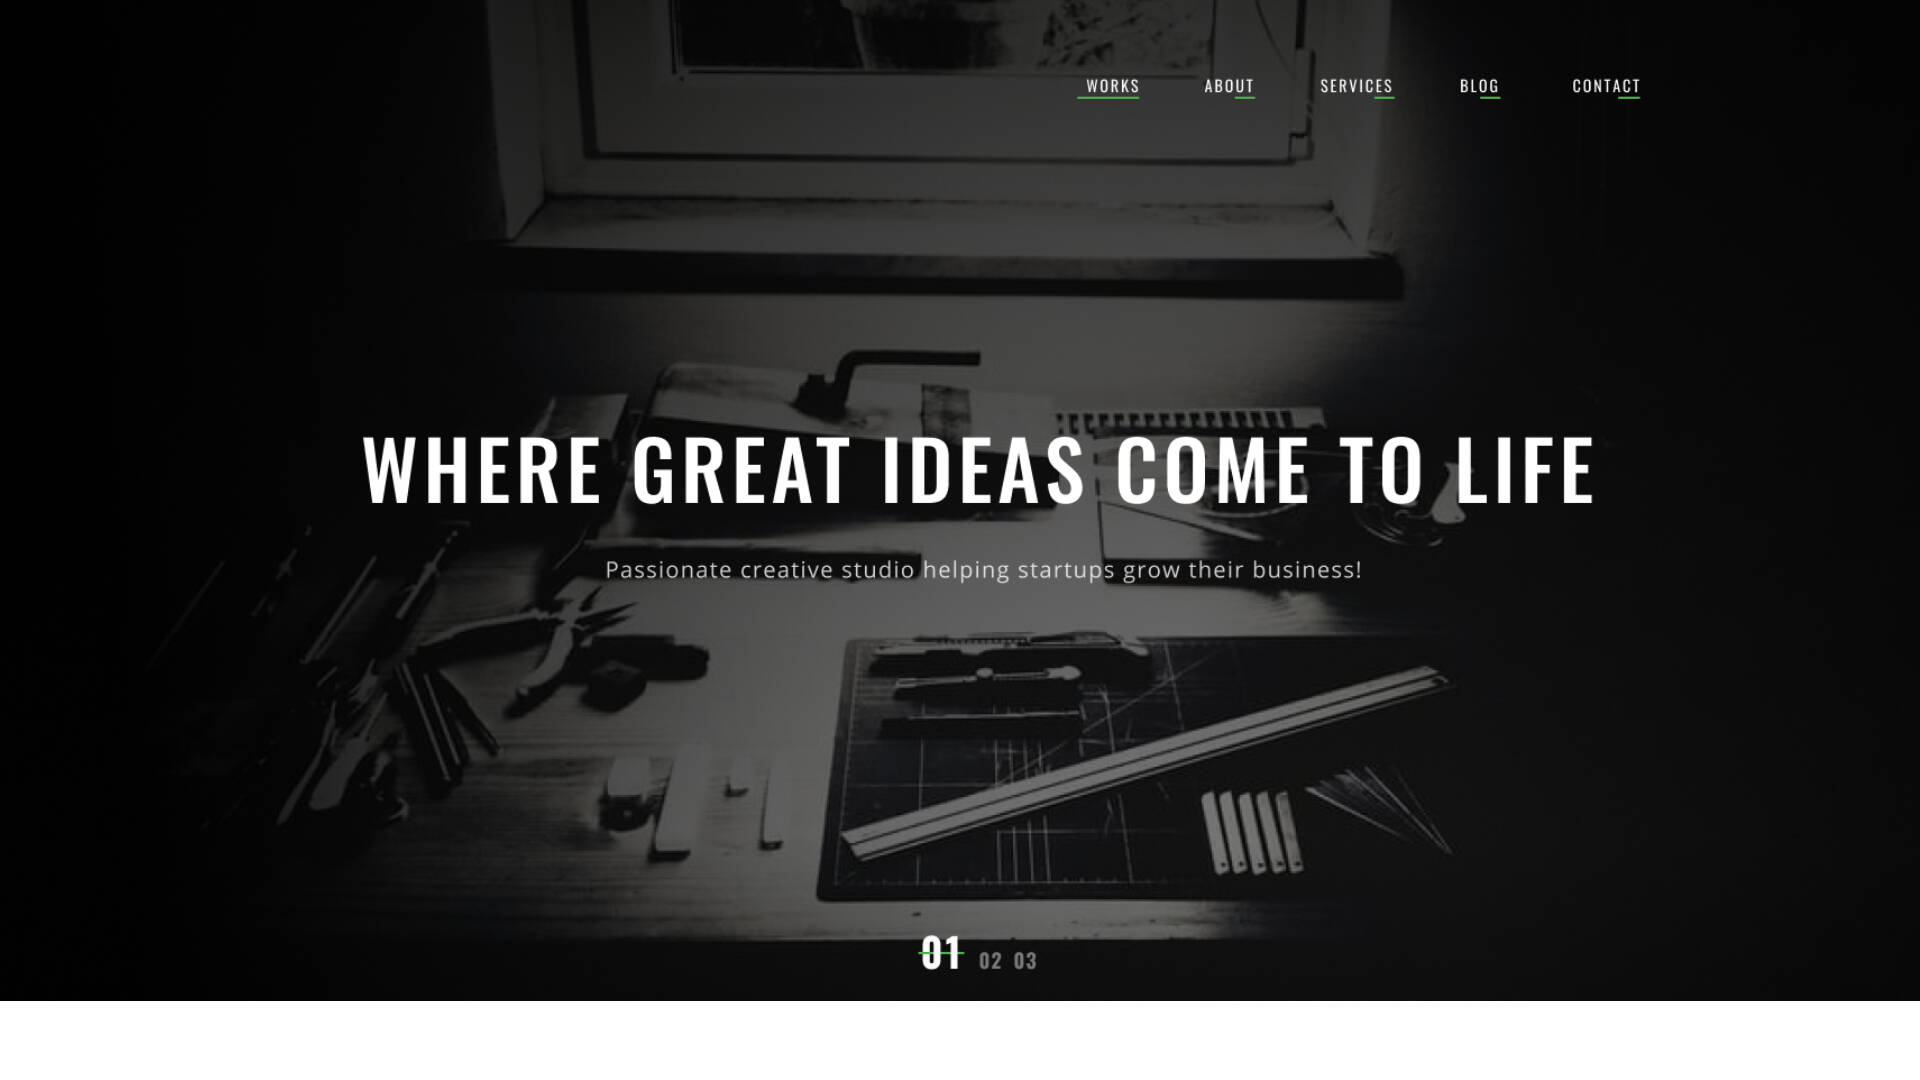 WORKS ABOUT SERVICES BLOG CONTACT
WHERE GREAT IDEAS COME TO LIFE
Passionate creative studio helping startups grow their business!
01 02 03